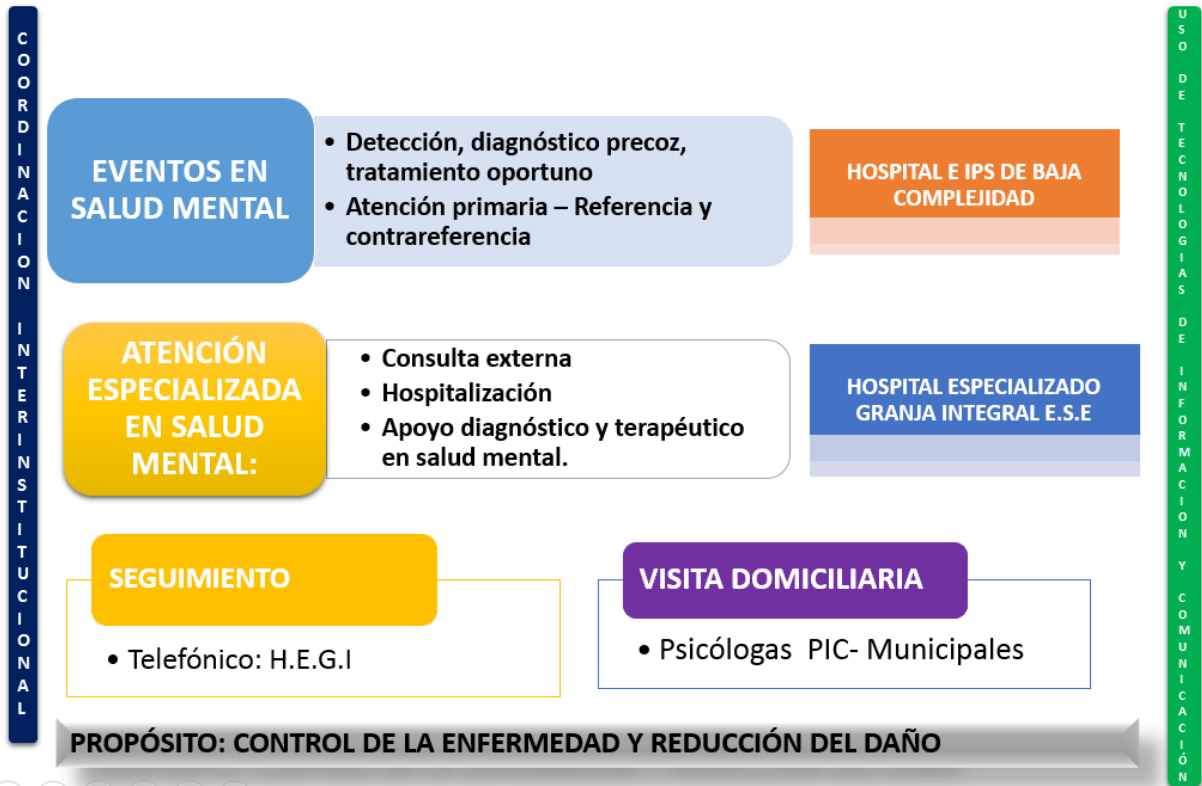 COORDINACION INTERINSTITUCIONAL
EVENTOS EN
SALUD MENTAL
• Detección, diagnóstico precoz,
tratamiento oportuno
• Atención primaria – Referencia y
contrareferencia
HOSPITAL E IPS DE BAJA
COMPLEJIDAD
ATENCIÓN
ESPECIALIZADA
EN SALUD
MENTAL:
• Consulta externa
• Hospitalización
• Apoyo diagnóstico y terapéutico
en salud mental.
HOSPITAL ESPECIALIZADO
GRANJA INTEGRAL E.S.E
SEGUIMIENTO
• Telefónico: H.E.G.I
VISITA DOMICILIARIA
• Psicólogas PIC- Municipales
PROPÓSITO: CONTROL DE LA ENFERMEDAD Y REDUCCIÓN DEL DAÑO
USO DE TECNOLOGIAS DE INFORMACION Y COMUNICACIÓN